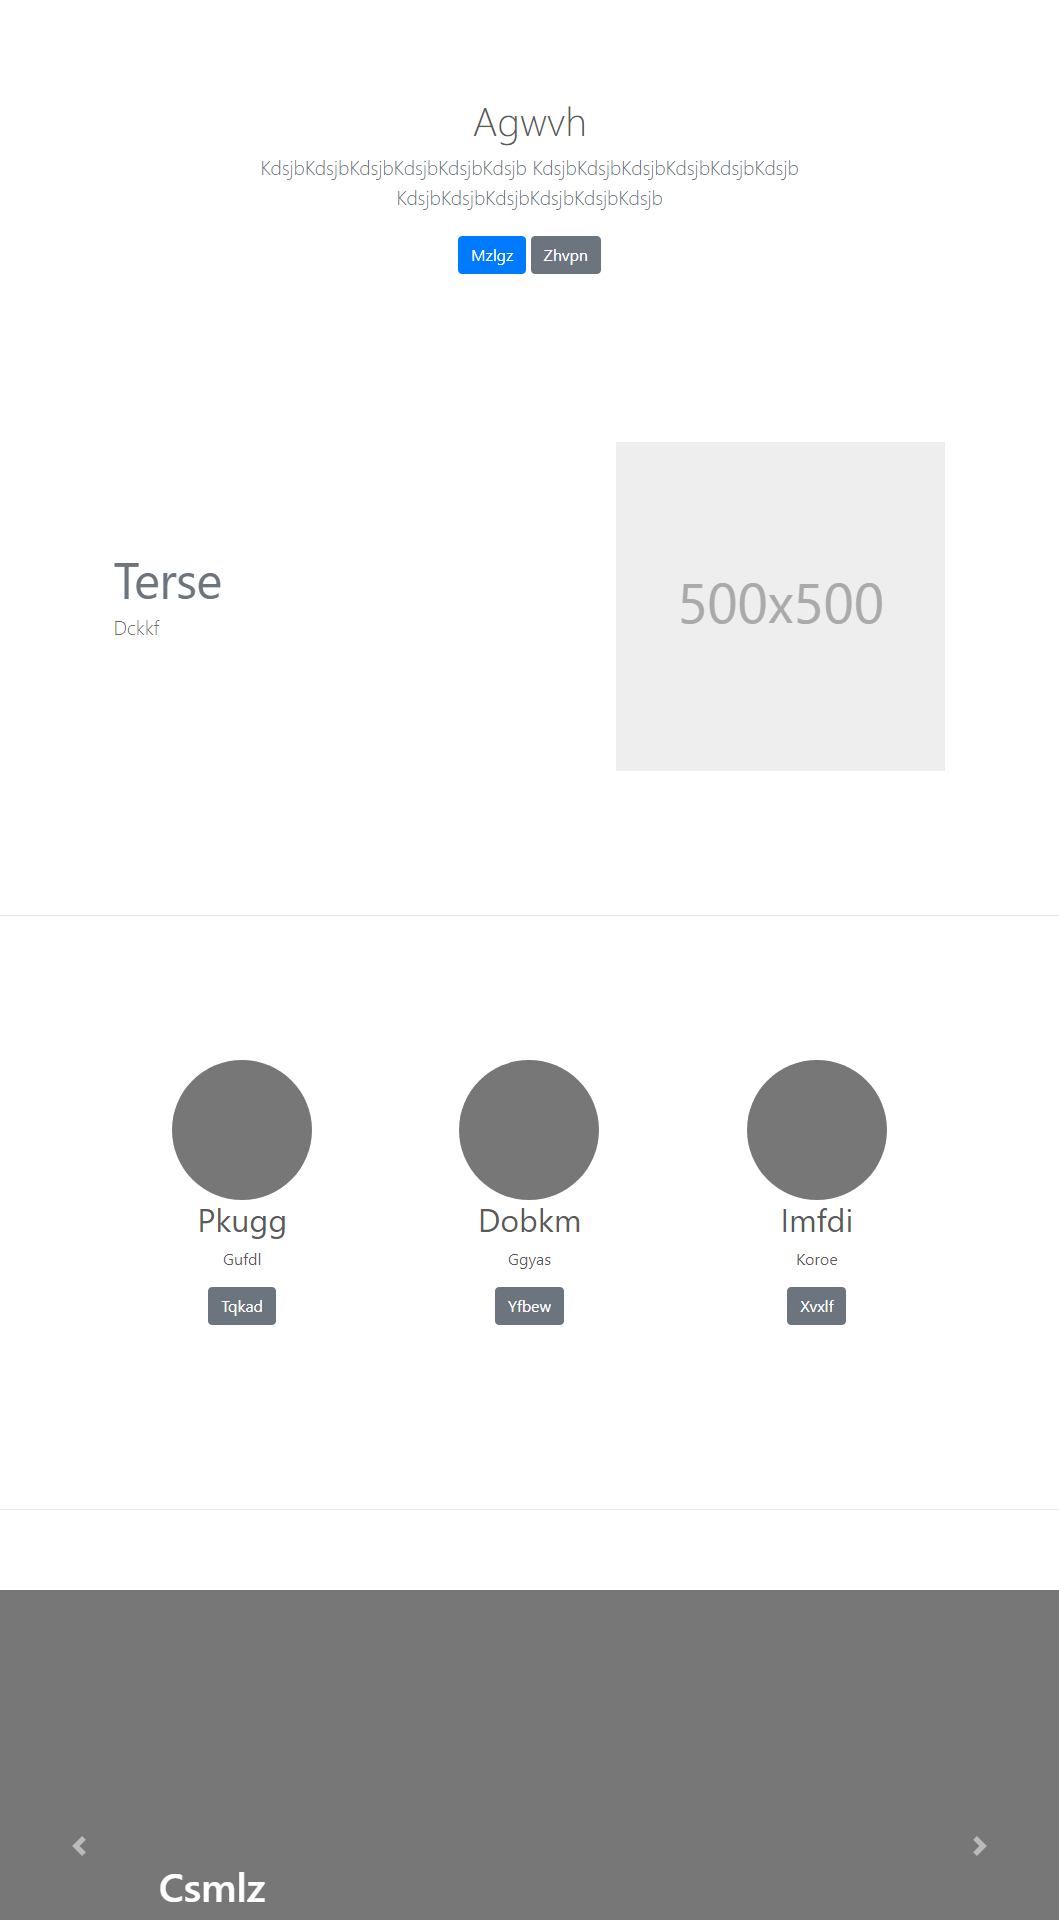 Agwvh
KdsjbKdsjbKdsjbKdsjbKdsjbKdsjb KdsjbKdsjbKdsjbKdsjbKdsjbKdsjb
KdsjbKdsjbKdsjbKdsjbKdsjbKdsjb
Mzlgz Zhvpn
Terse
Dckkf
500x500
Pkugg Dobkm Imfdi
Gufdl Ggyas Koroe
Tqkad Yfbew Xvxlf
Csmlz